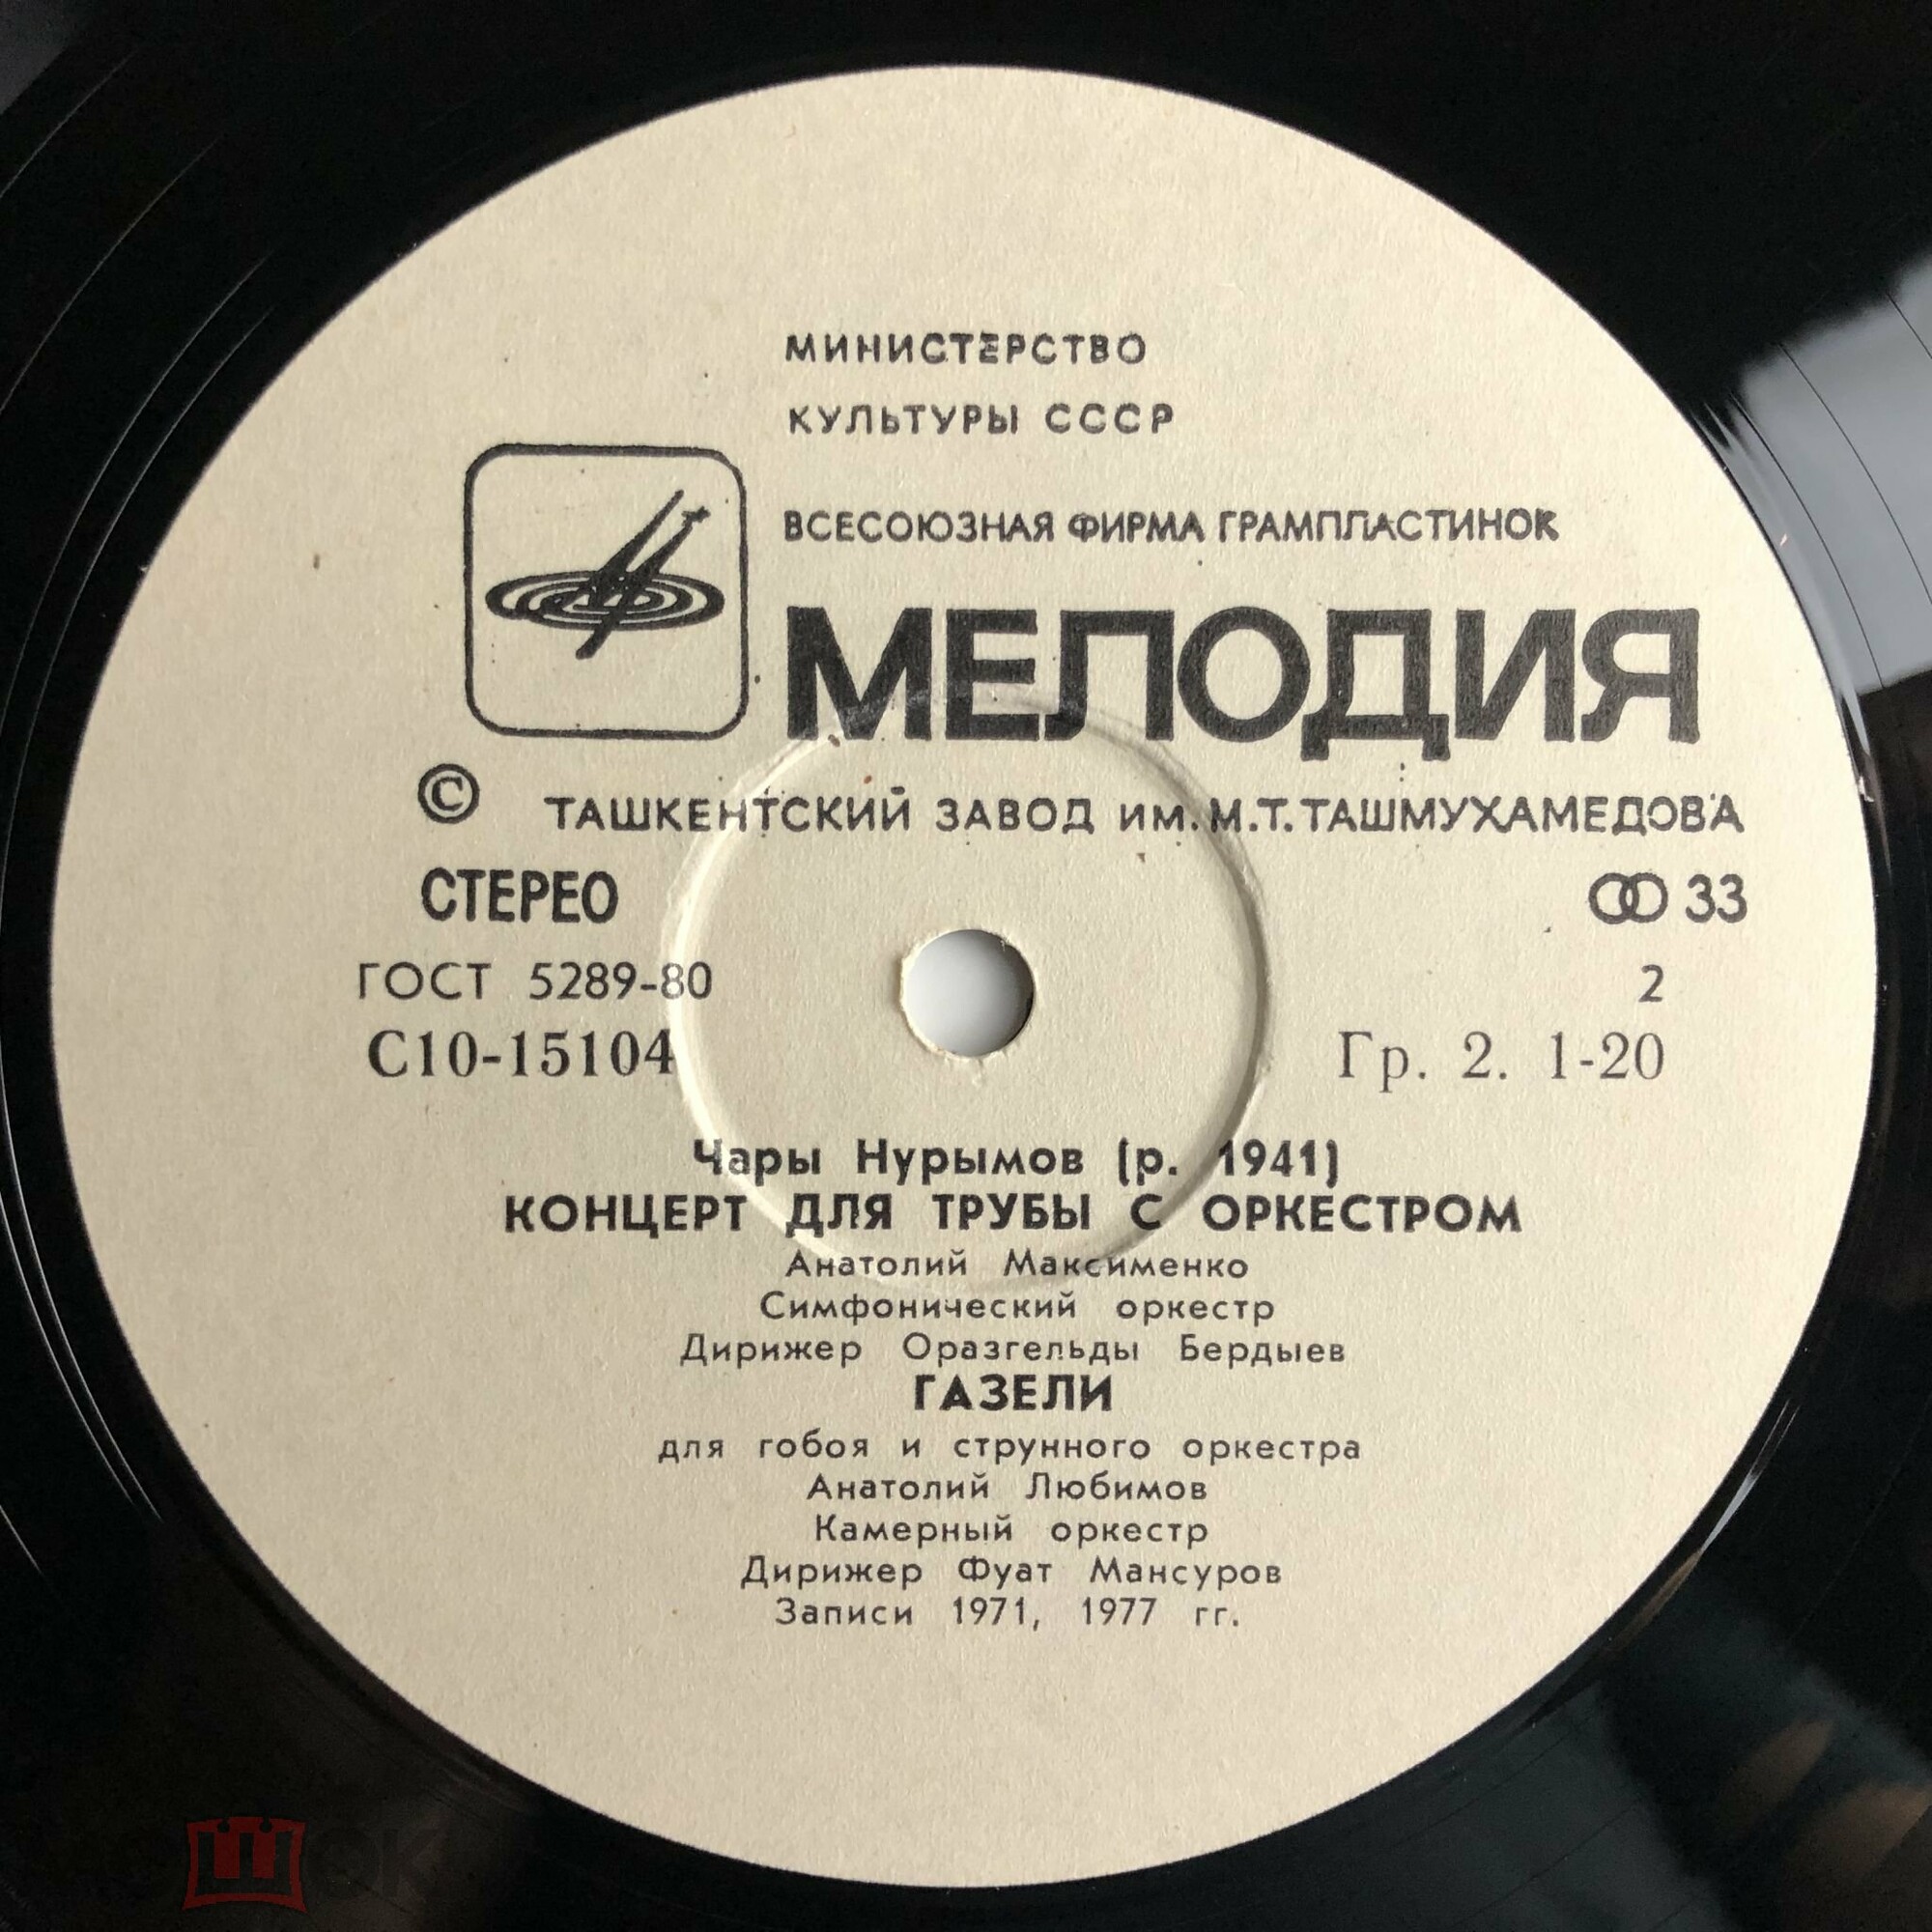 МИНИСТЕРСТВО
КУЛЬТУРЫ СССР
ВСЕСОЮЗНАЯ ФИРМА ГРАМПЛАСТИНОК
МЕЛОДИЯ
© ТАШКЕНТСКИЙ ЗАВОД им. М.Т. ТАШМУХАМЕДОВА
СТЕРЕО 33
ГОСТ 5289-80 2
С10-15104 Гр. 2. 1-20
Чары Нурымов (р. 1941)
КОНЦЕРТ ДЛЯ ТРУБЫ С ОРКЕСТРОМ
Анатолий Максименко
Симфонический оркестр
Дирижер Оразгельды Бердыев
ГАЗЕЛИ
для гобоя и струнного оркестра
Анатолий Любимов
Камерный оркестр
Дирижер Фуат Мансуров
Записи 1971, 1977 гг.